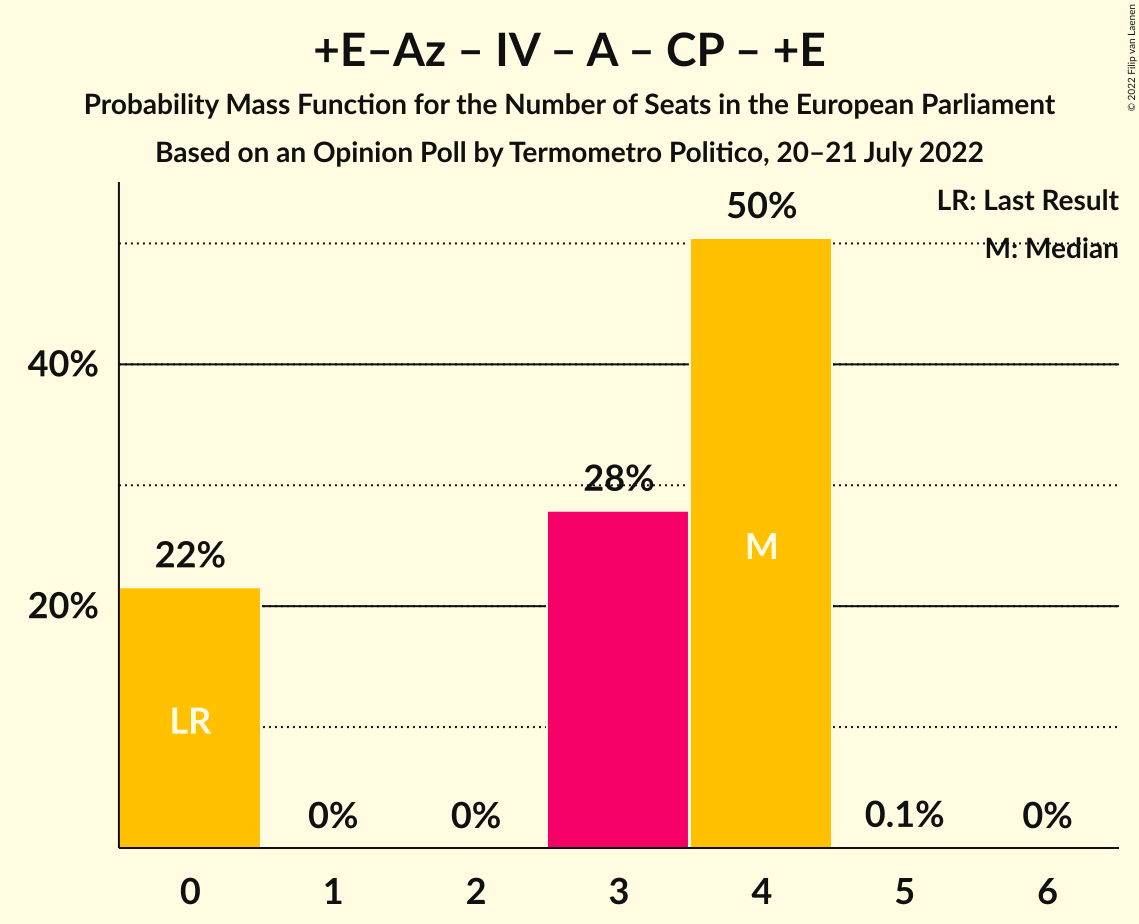 +E–Az – IV – A – CP – +E
Probability Mass Function for the Number of Seats in the European Parliament
Based on an Opinion Poll by Termometro Politico, 20–21 July 2022
© 2022 Filip van Laenen
LR: Last Result
M: Median
50%
40%
28%
22%
M
20%
LR
0%
0%
0.1%
0%
0 1 2 3 4 5 6